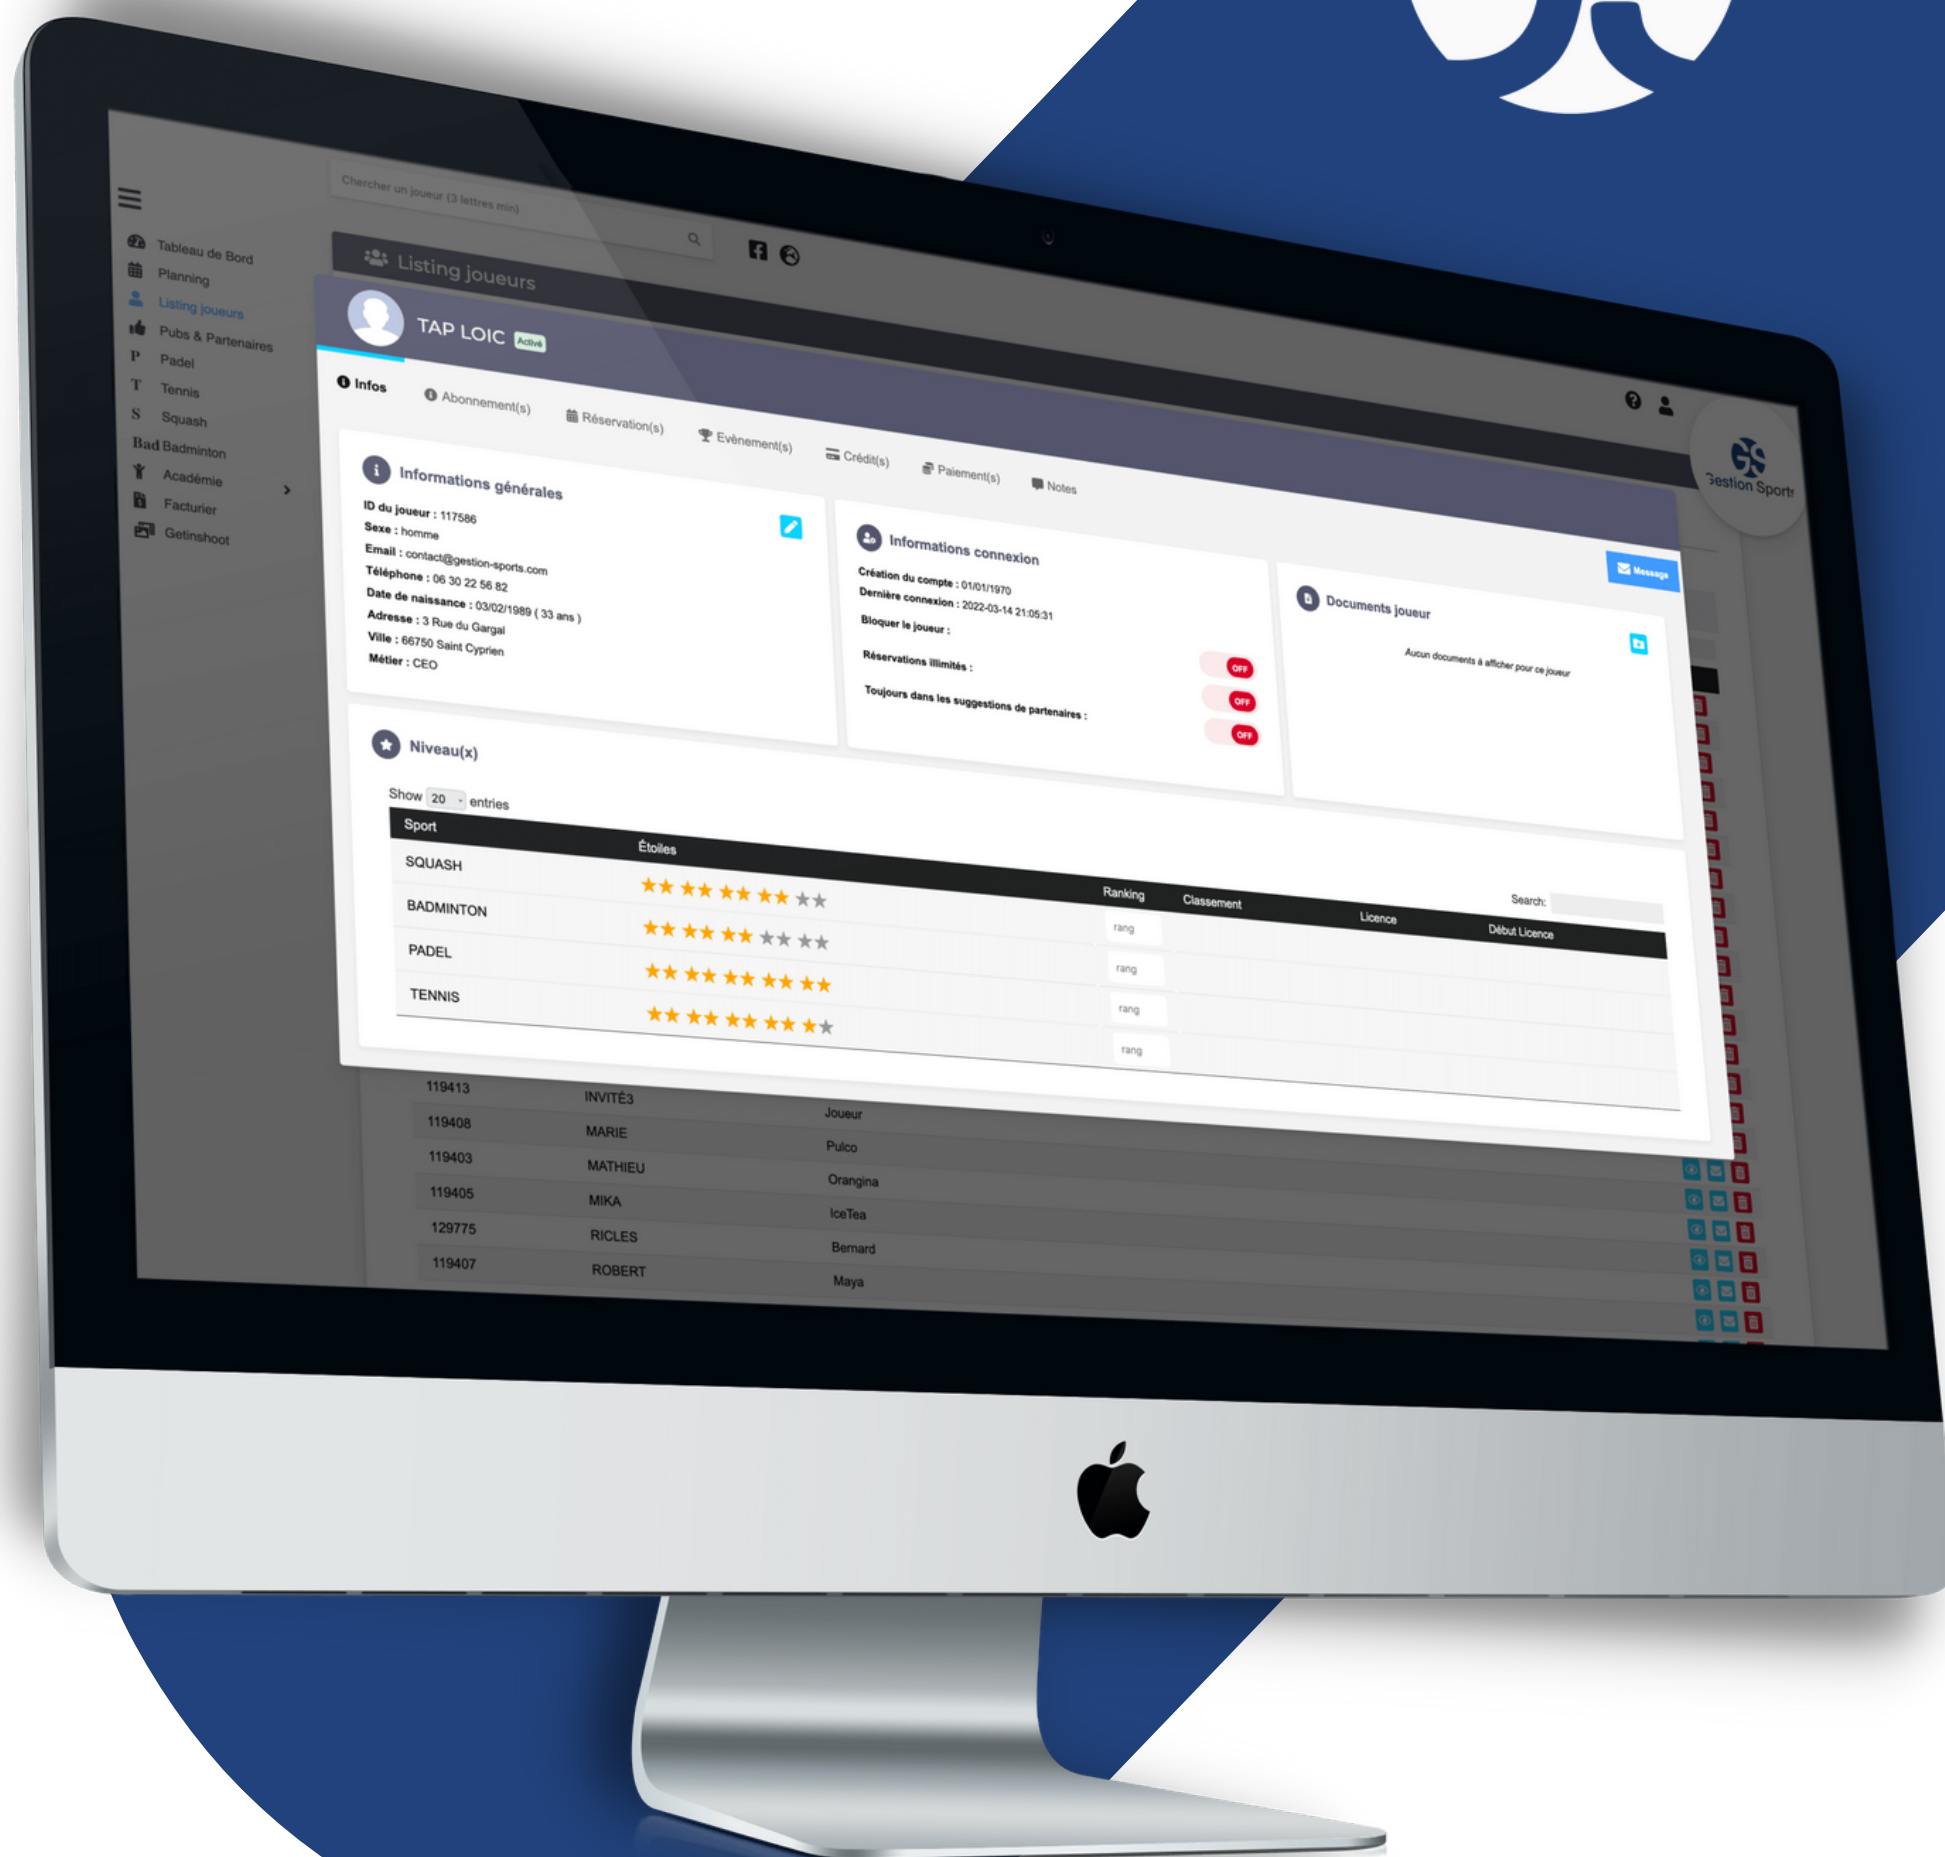 Chercher un joueur (3 lettres min)
Tableau de Bord
Planning
Listing joueurs
Pubs & Partenaires
P Padel
T Tennis
S Squash
Bad Badminton
Académie
Facturier
Getinshoot
Listing joueurs
GS
Gestion Sports
TAP LOIC Activé
Infos
Abonnement(s)
Réservation(s)
Evènement(s)
Crédit(s)
Paiement(s)
Notes
Message
Informations générales
ID du joueur : 117586
Sexe : homme
Email : contact@gestion-sports.com
Téléphone : 06 30 22 56 82
Date de naissance : 03/02/1989 ( 33 ans )
Adresse : 3 Rue du Gargal
Ville : 66750 Saint Cyprien
Métier : CEO
Informations connexion
Création du compte : 01/01/1970
Dernière connexion : 2022-03-14 21:05:31
Bloquer le joueur : OFF
Réservations illimités : OFF
Toujours dans les suggestions de partenaires : OFF
Documents joueur
Aucun documents à afficher pour ce joueur
Niveau(x)
Show 20 entries
Search:
Sport Étoiles Ranking Classement Licence Début Licence
SQUASH rang
BADMINTON rang
PADEL rang
TENNIS rang
119413 INVITÉ3 Joueur
119408 MARIE Pulco
119403 MATHIEU Orangina
119405 MIKA IceTea
129775 RICLES Bernard
119407 ROBERT Maya